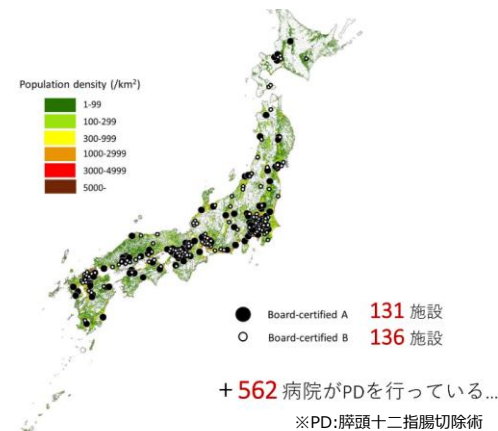 Population density (/km2)
1-99
100-299
300-999
1000-2999
3000-4999
5000-
Board-certified A 131 施設
Board-certified B 136 施設
+562 病院がPDを行っている...
※PD:膵頭十二指腸切除術